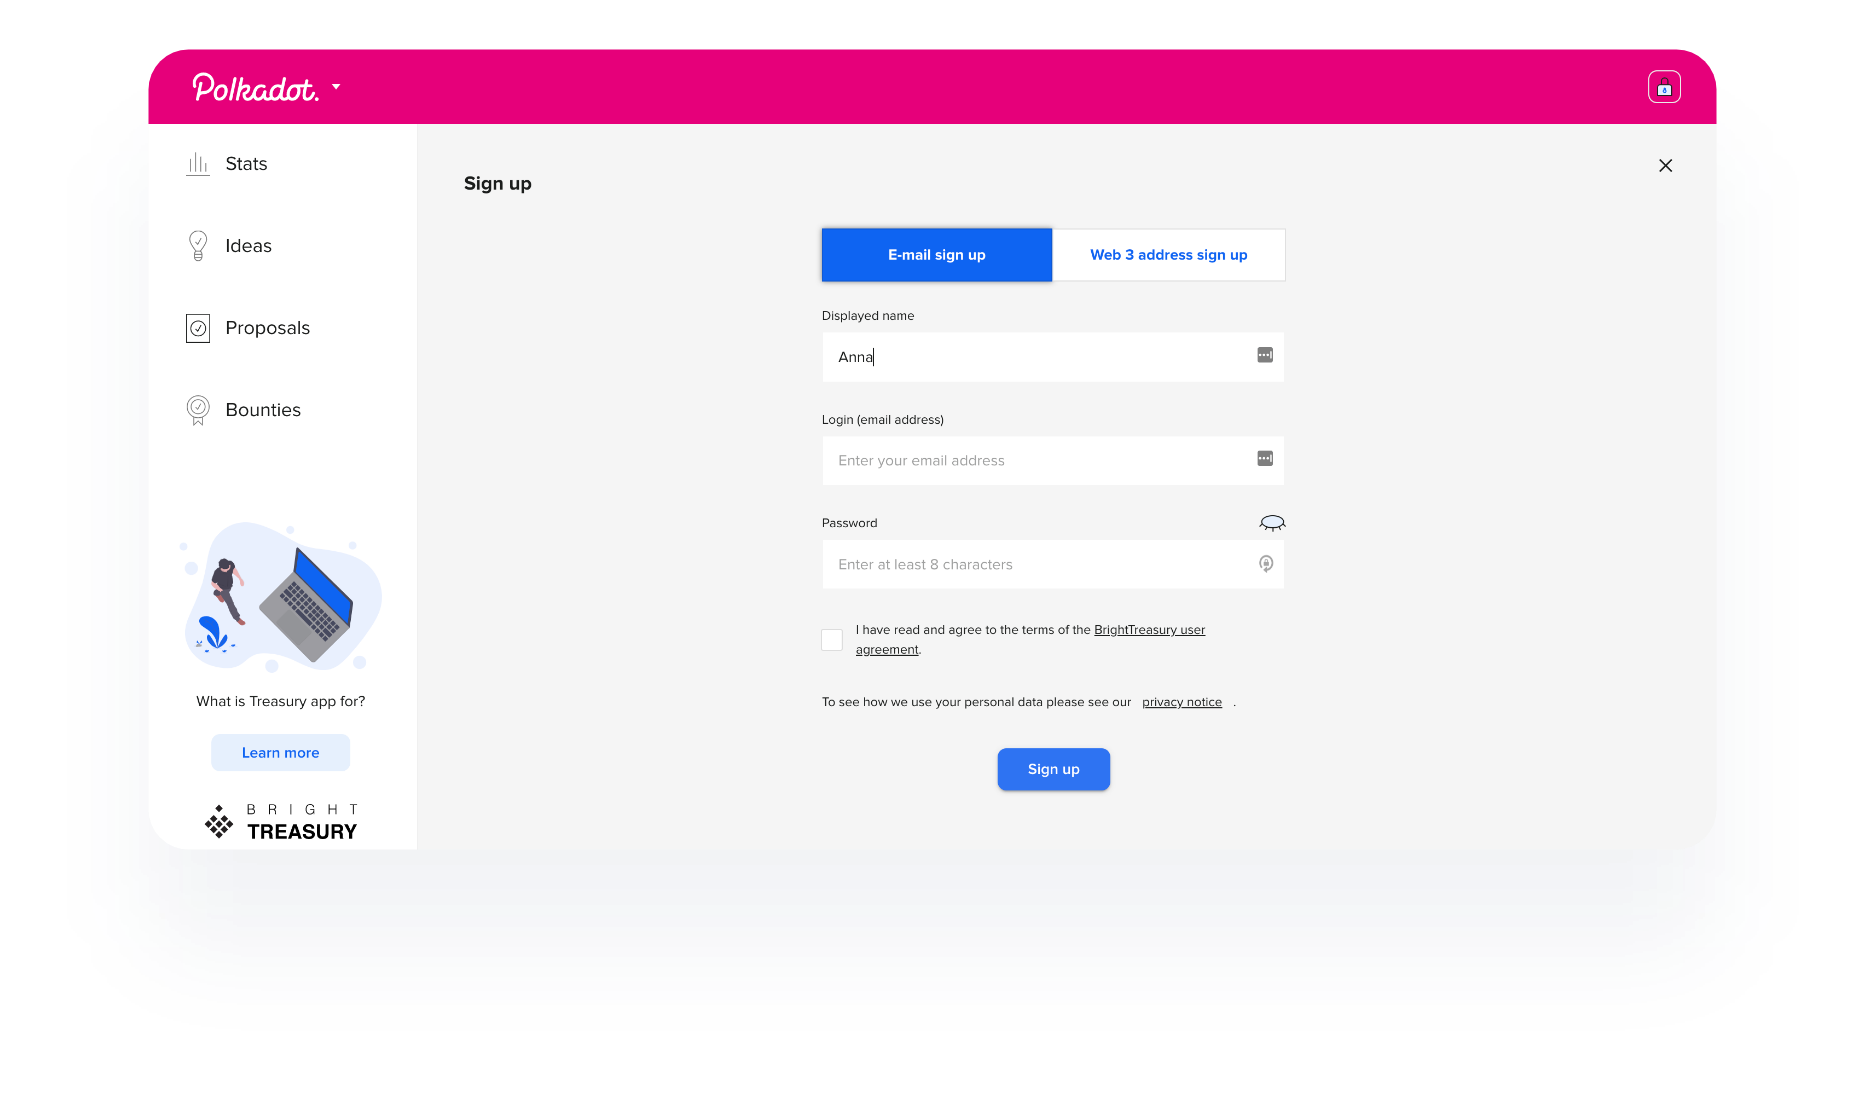 Polkadot.
Stats
Ideas
Proposals
Bounties
What is Treasury app for?
Learn more
BRIGHT
TREASURY
Sign up
E-mail sign up
Web 3 address sign up
Displayed name
Anna
Login (email address)
Enter your email address
Password
Enter at least 8 characters
I have read and agree to the terms of the BrightTreasury user
agreement.
To see how we use your personal data please see our privacy notice .
Sign up